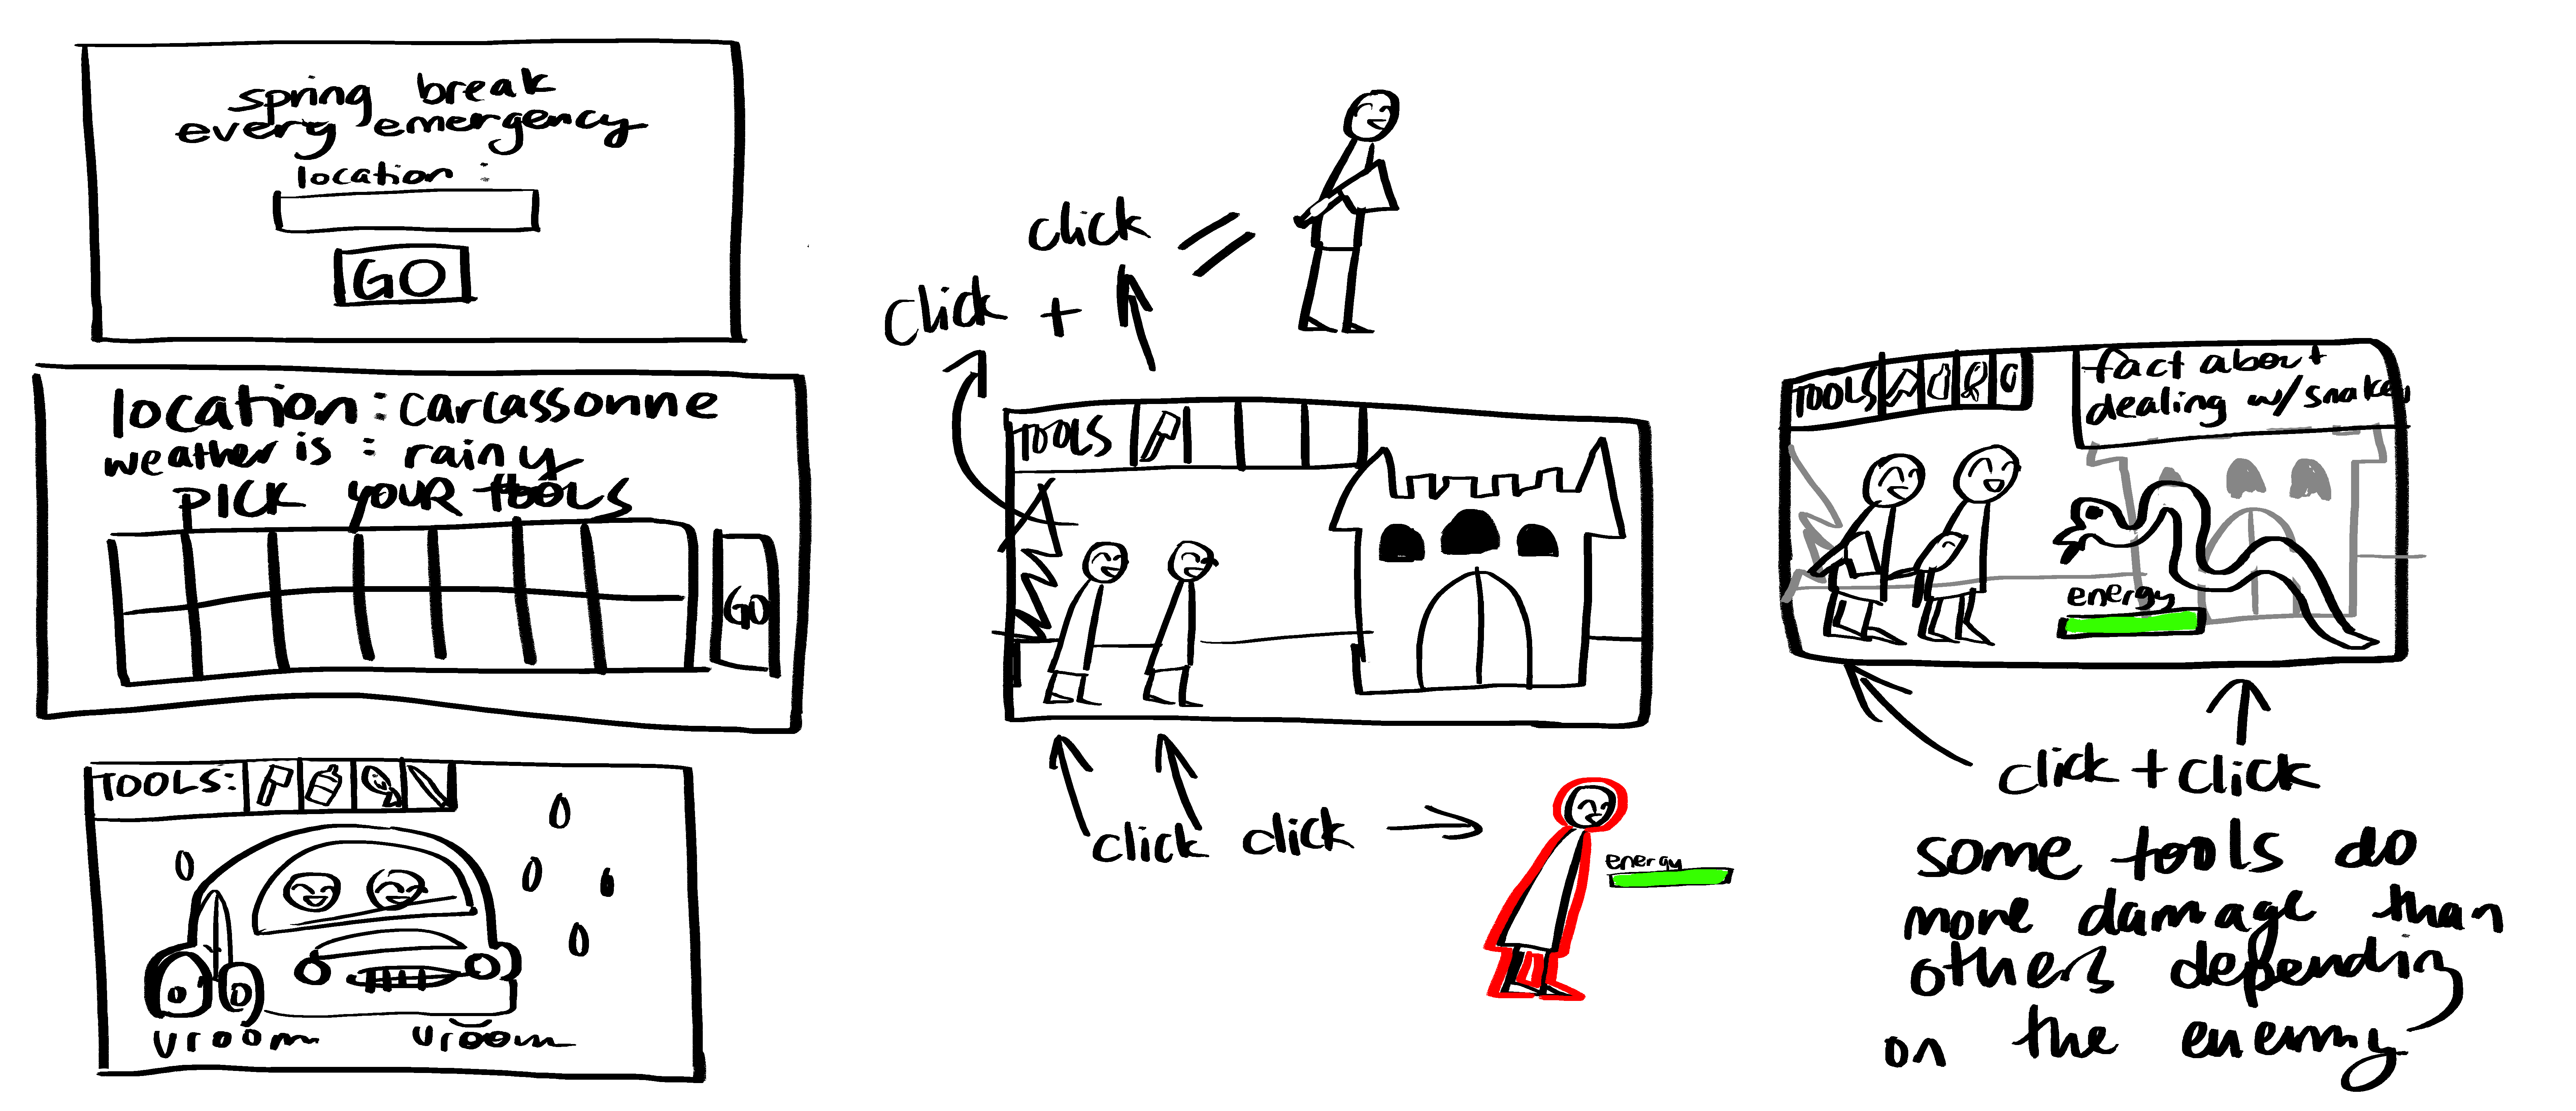 spring break
every emergency
location :
GO
location : carcassonne
weather is : rainy
PICK YOUR TOOLS
GO
TOOLS:
vroom vroom
click + click =
TOOLS
click click →
energy
TOOLS
fact about
dealing w/ snakes
energy
click + click
some tools do
more damage than
others depending
on the enemy